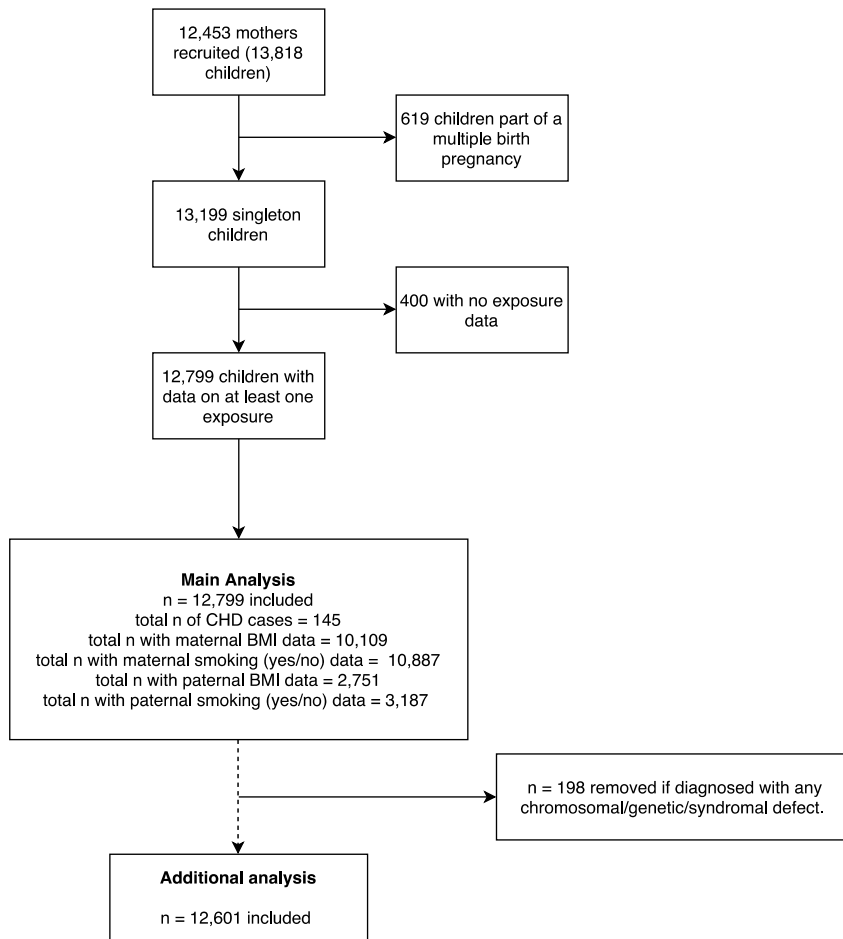 12,453 mothers
recruited (13,818
children)
619 children part of a
multiple birth
pregnancy
13,199 singleton
children
400 with no exposure
data
12,799 children with
data on at least one
exposure
Main Analysis
n = 12,799 included
total n of CHD cases = 145
total n with maternal BMI data = 10,109
total n with maternal smoking (yes/no) data = 10,887
total n with paternal BMI data = 2,751
total n with paternal smoking (yes/no) data = 3,187
n = 198 removed if diagnosed with any
chromosomal/genetic/syndromal defect.
Additional analysis
n = 12,601 included